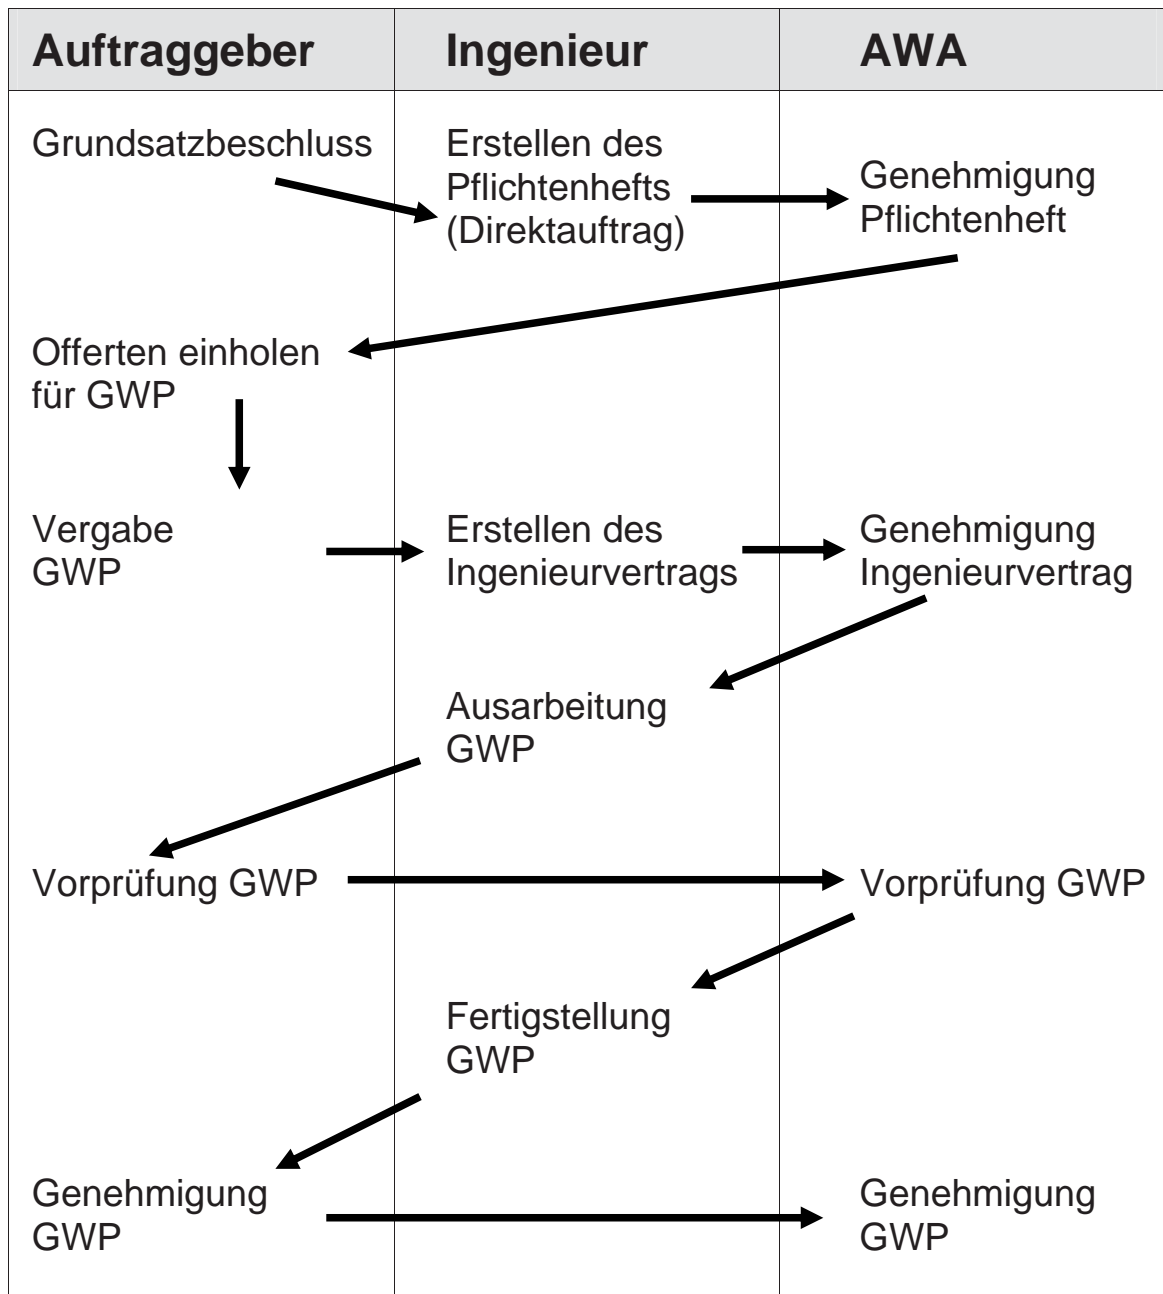 Auftraggeber
Ingenieur
AWA
Grundsatzbeschluss
Erstellen des
Pflichtenhefts
(Direktauftrag)
Genehmigung
Pflichtenheft
Offerten einholen
für GWP
Vergabe
GWP
Erstellen des
Ingenieurvertrags
Genehmigung
Ingenieurvertrag
Ausarbeitung
GWP
Vorprüfung GWP
Vorprüfung GWP
Fertigstellung
GWP
Genehmigung
GWP
Genehmigung
GWP